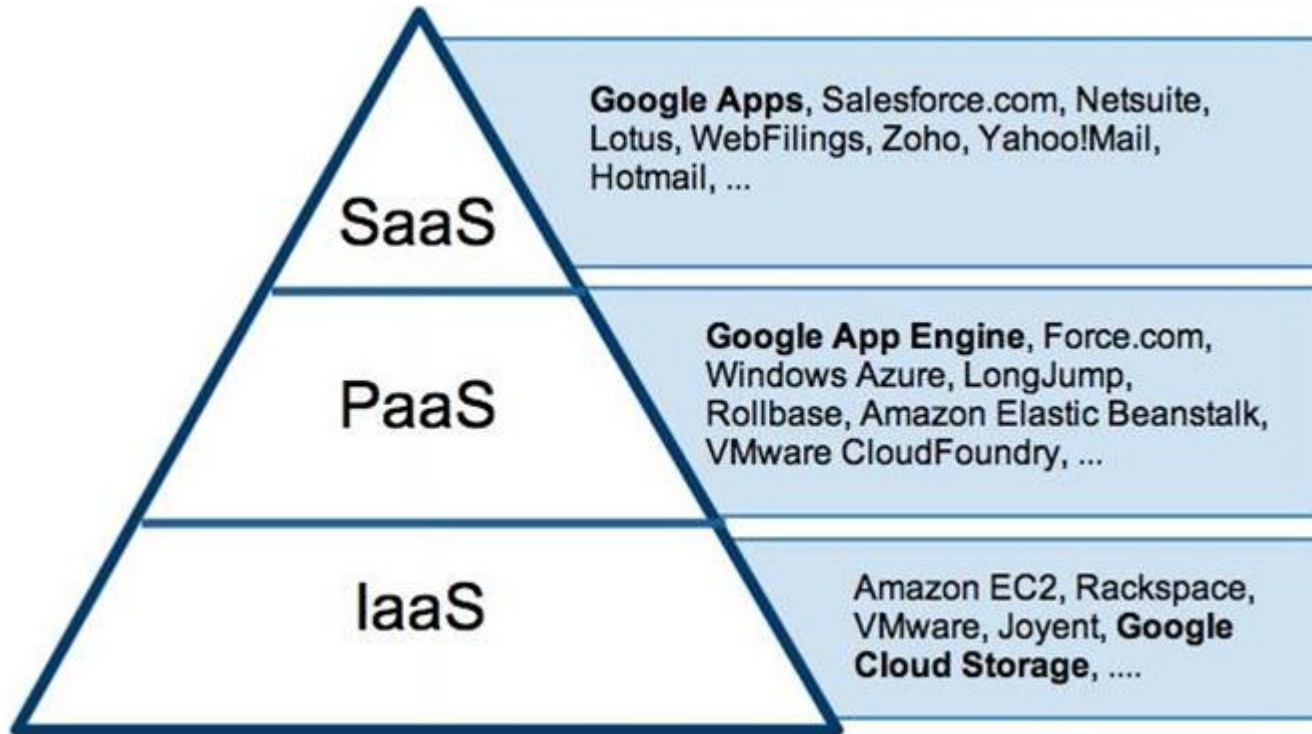 Google Apps, Salesforce.com, Netsuite,
Lotus, WebFilings, Zoho, Yahoo!Mail,
Hotmail, ...
SaaS
Google App Engine, Force.com,
Windows Azure, LongJump,
Rollbase, Amazon Elastic Beanstalk,
VMware CloudFoundry, ...
PaaS
Amazon EC2, Rackspace,
VMware, Joyent, Google
Cloud Storage, ....
IaaS